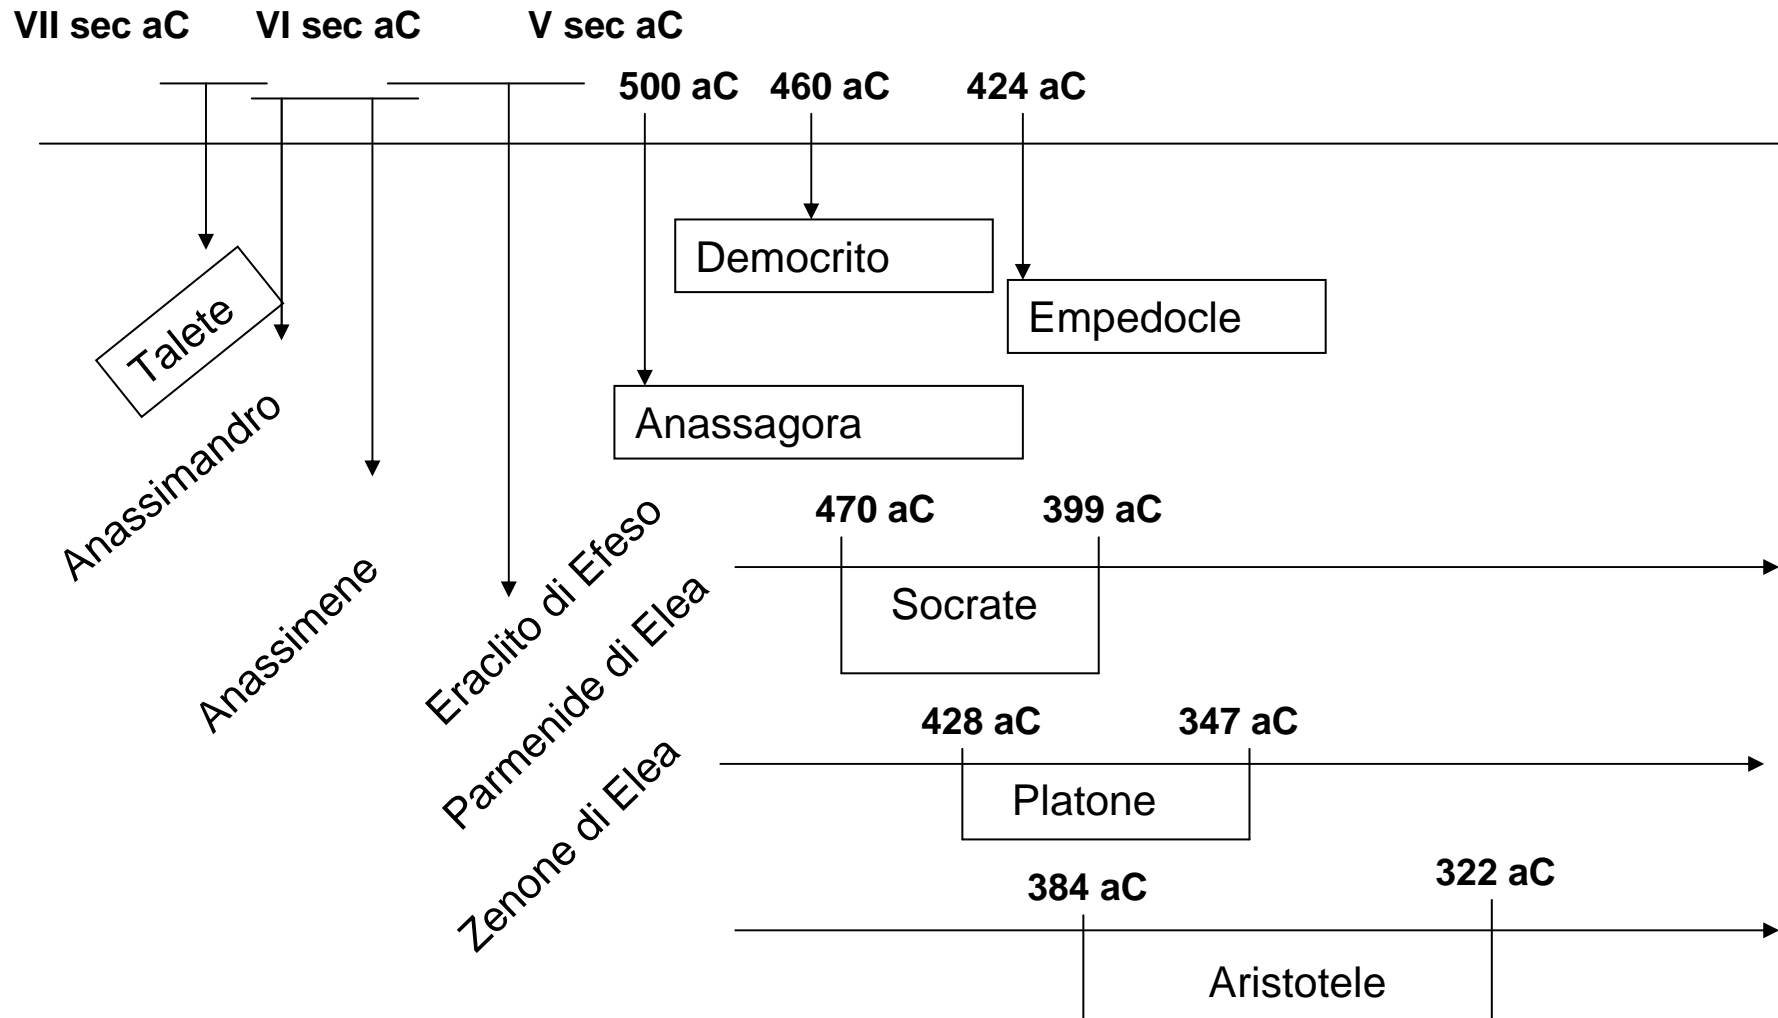 VII sec aC
VI sec aC
V sec aC
500 aC
460 aC
424 aC
Democrito
Empedocle
Talete
Anassagora
Anassimandro
Anassimene
Eraclito di Efeso
Parmenide di Elea
Zenone di Elea
470 aC
399 aC
Socrate
428 aC
347 aC
Platone
384 aC
322 aC
Aristotele